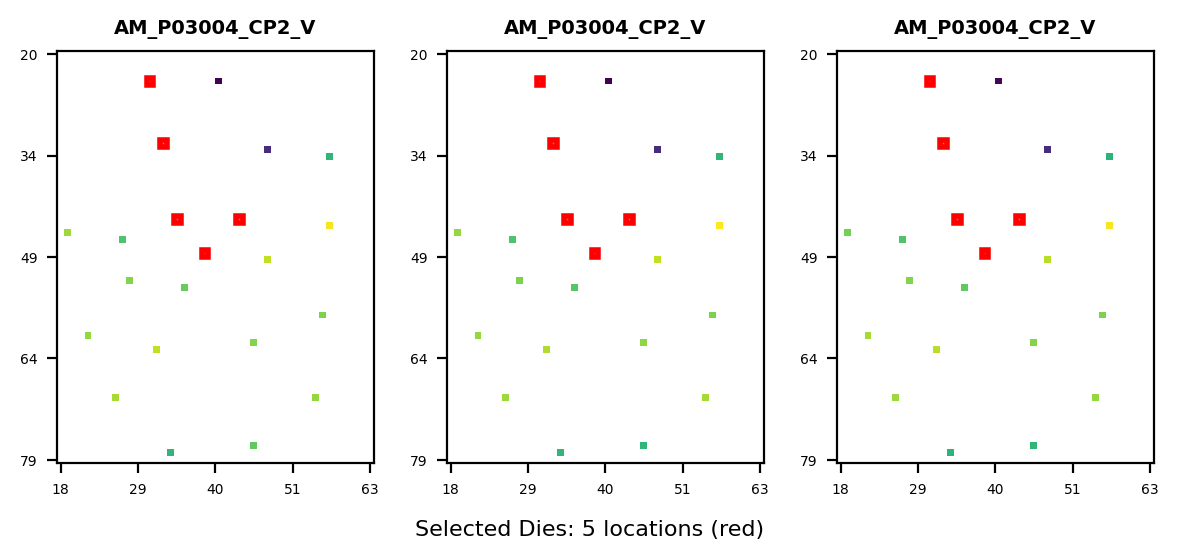 AM_P03004_CP2_V AM_P03004_CP2_V AM_P03004_CP2_V
20 20 20
34 34 34
49 49 49
64 64 64
79 79 79
18 29 40 51 63 18 29 40 51 63 18 29 40 51 63
Selected Dies: 5 locations (red)